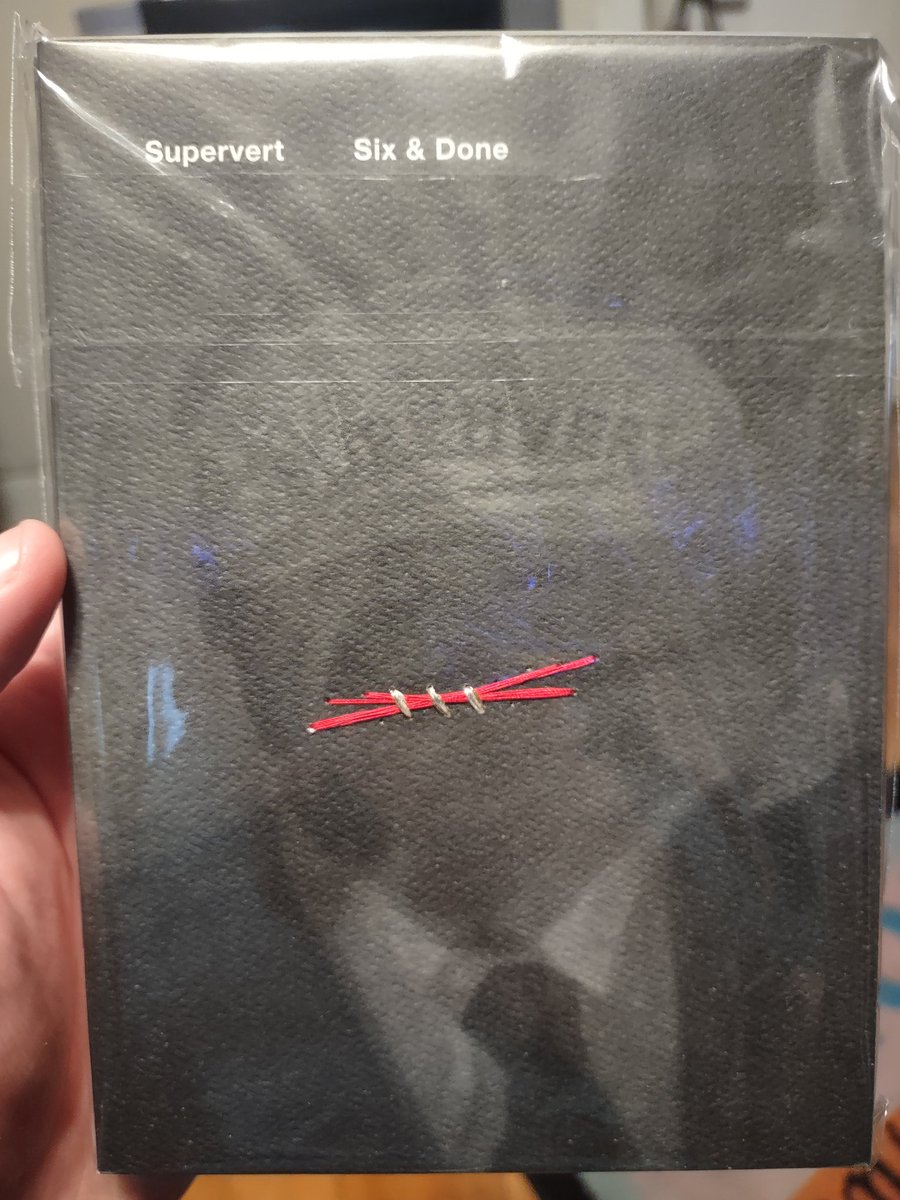 Supervert Six & Done